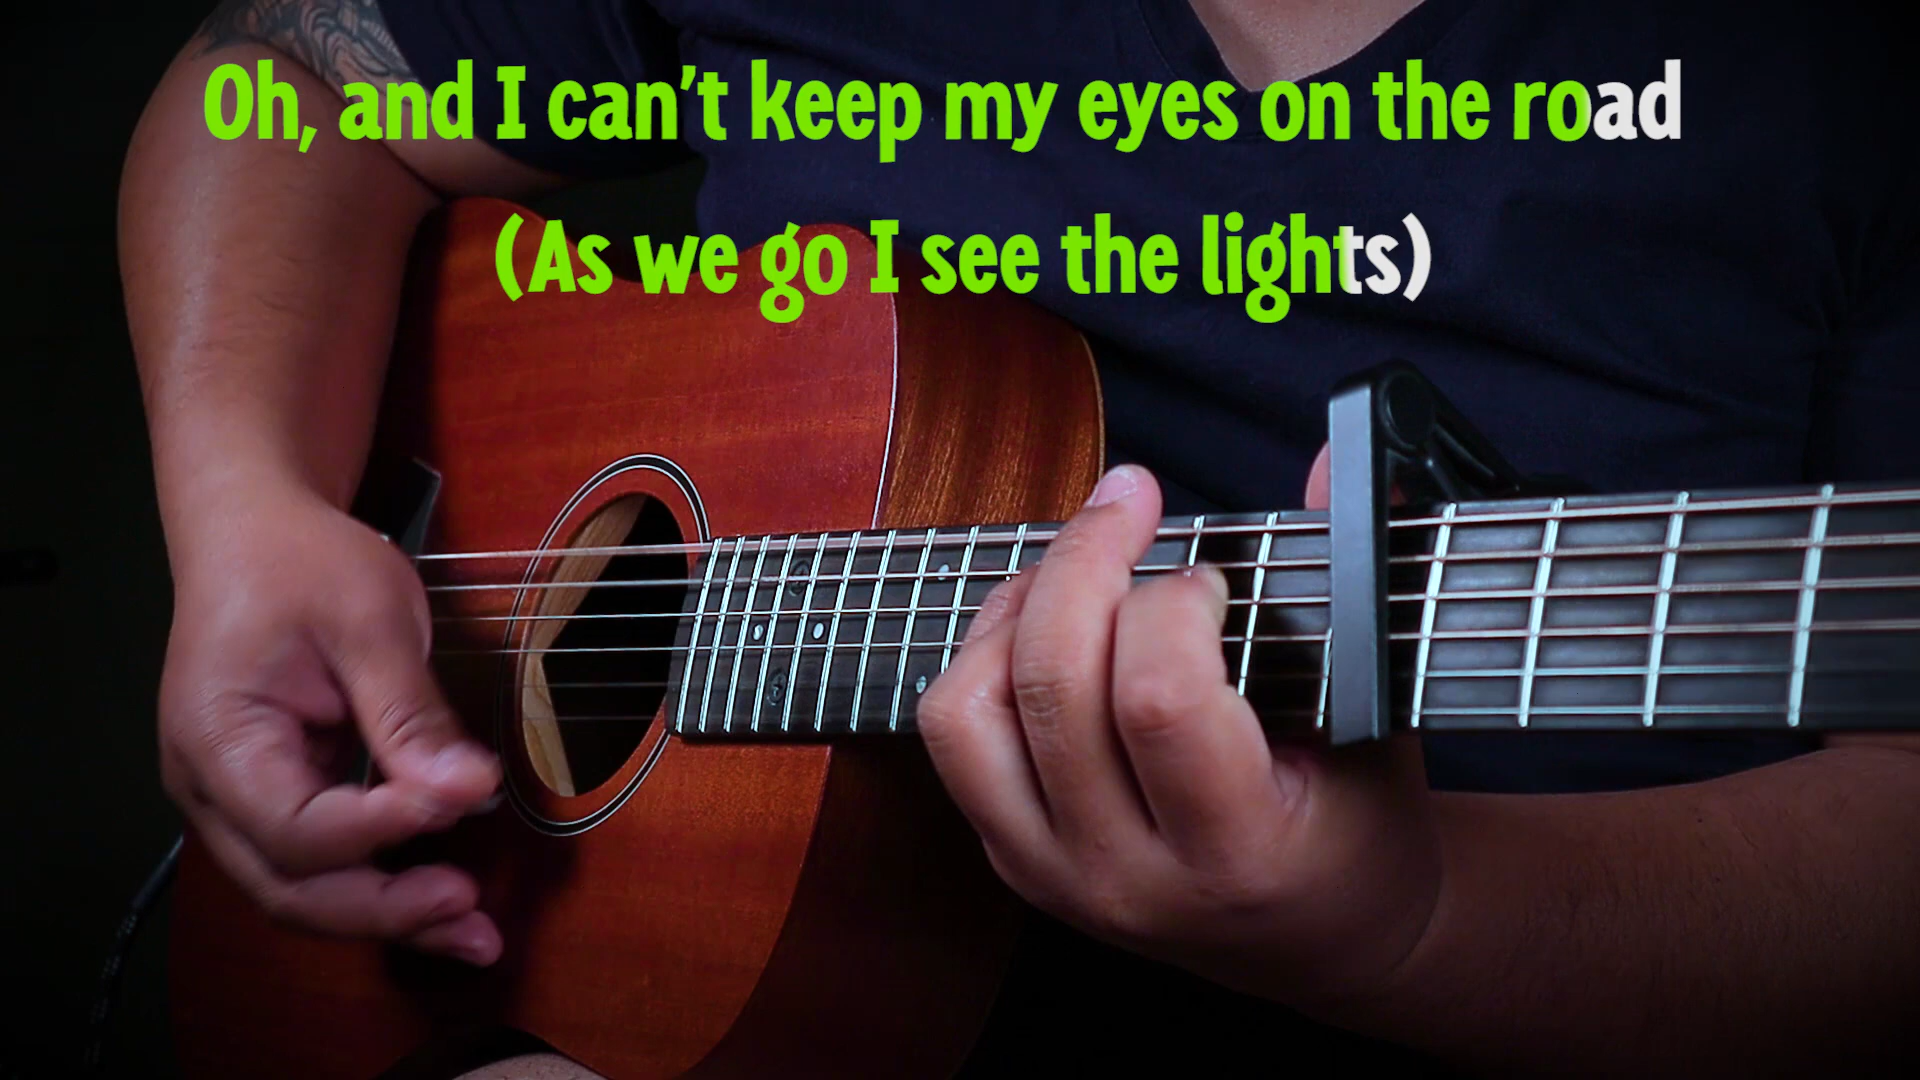 Oh, and I can't keep my eyes on the road
(As we go I see the lights)